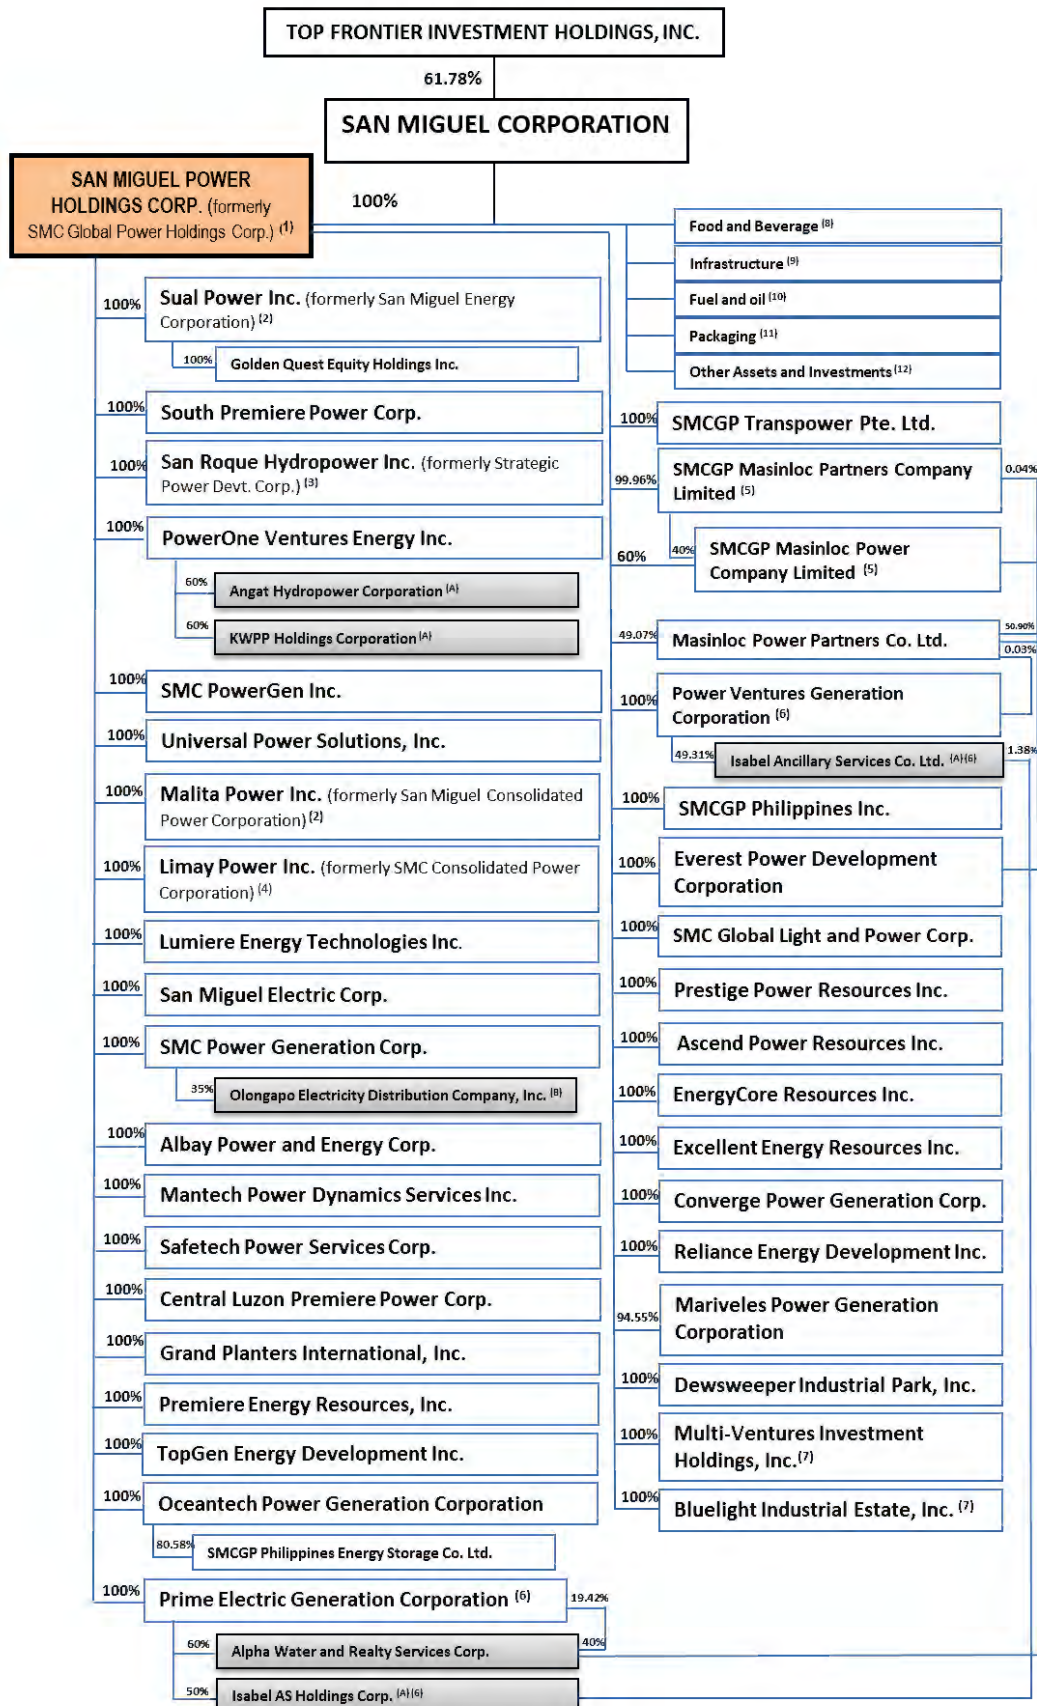 TOP FRONTIER INVESTMENT HOLDINGS, INC.
61.78%
SAN MIGUEL CORPORATION
SAN MIGUEL POWER
HOLDINGS CORP. (formerly
SMC Global Power Holdings Corp.) (1)
100%
100%
Sual Power Inc. (formerly San Miguel Energy
Corporation) (2)
100%
Golden Quest Equity Holdings Inc.
100%
South Premiere Power Corp.
100%
San Roque Hydropower Inc. (formerly Strategic
Power Devt. Corp.) (3)
100%
PowerOne Ventures Energy Inc.
60%
Angat Hydropower Corporation (A)
60%
KWPP Holdings Corporation (A)
100%
SMC PowerGen Inc.
100%
Universal Power Solutions, Inc.
100%
Malita Power Inc. (formerly San Miguel Consolidated
Power Corporation) (2)
100%
Limay Power Inc. (formerly SMC Consolidated Power
Corporation) (4)
100%
Lumiere Energy Technologies Inc.
100%
San Miguel Electric Corp.
100%
SMC Power Generation Corp.
35%
Olongapo Electricity Distribution Company, Inc. (B)
100%
Albay Power and Energy Corp.
100%
Mantech Power Dynamics Services Inc.
100%
Safetech Power Services Corp.
100%
Central Luzon Premiere Power Corp.
100%
Grand Planters International, Inc.
100%
Premiere Energy Resources, Inc.
100%
TopGen Energy Development Inc.
100%
Oceantech Power Generation Corporation
80.58%
SMCGP Philippines Energy Storage Co. Ltd.
100%
Prime Electric Generation Corporation (6)
19.42%
60%
Alpha Water and Realty Services Corp.
40%
50%
Isabel AS Holdings Corp. (A) (6)
Food and Beverage (8)
Infrastructure (9)
Fuel and oil (10)
Packaging (11)
Other Assets and Investments (12)
100%
SMCGP Transpower Pte. Ltd.
99.96%
SMCGP Masinloc Partners Company
Limited (5)
0.04%
60%
40%
SMCGP Masinloc Power
Company Limited (5)
49.07%
Masinloc Power Partners Co. Ltd.
50.90%
0.03%
100%
Power Ventures Generation
Corporation (6)
49.31%
Isabel Ancillary Services Co. Ltd. (A) (6)
1.38%
100%
SMCGP Philippines Inc.
100%
Everest Power Development
Corporation
100%
SMC Global Light and Power Corp.
100%
Prestige Power Resources Inc.
100%
Ascend Power Resources Inc.
100%
EnergyCore Resources Inc.
100%
Excellent Energy Resources Inc.
100%
Converge Power Generation Corp.
100%
Reliance Energy Development Inc.
94.55%
Mariveles Power Generation
Corporation
100%
Dewsweeper Industrial Park, Inc.
100%
Multi-Ventures Investment
Holdings, Inc.(7)
100%
Bluelight Industrial Estate, Inc. (7)